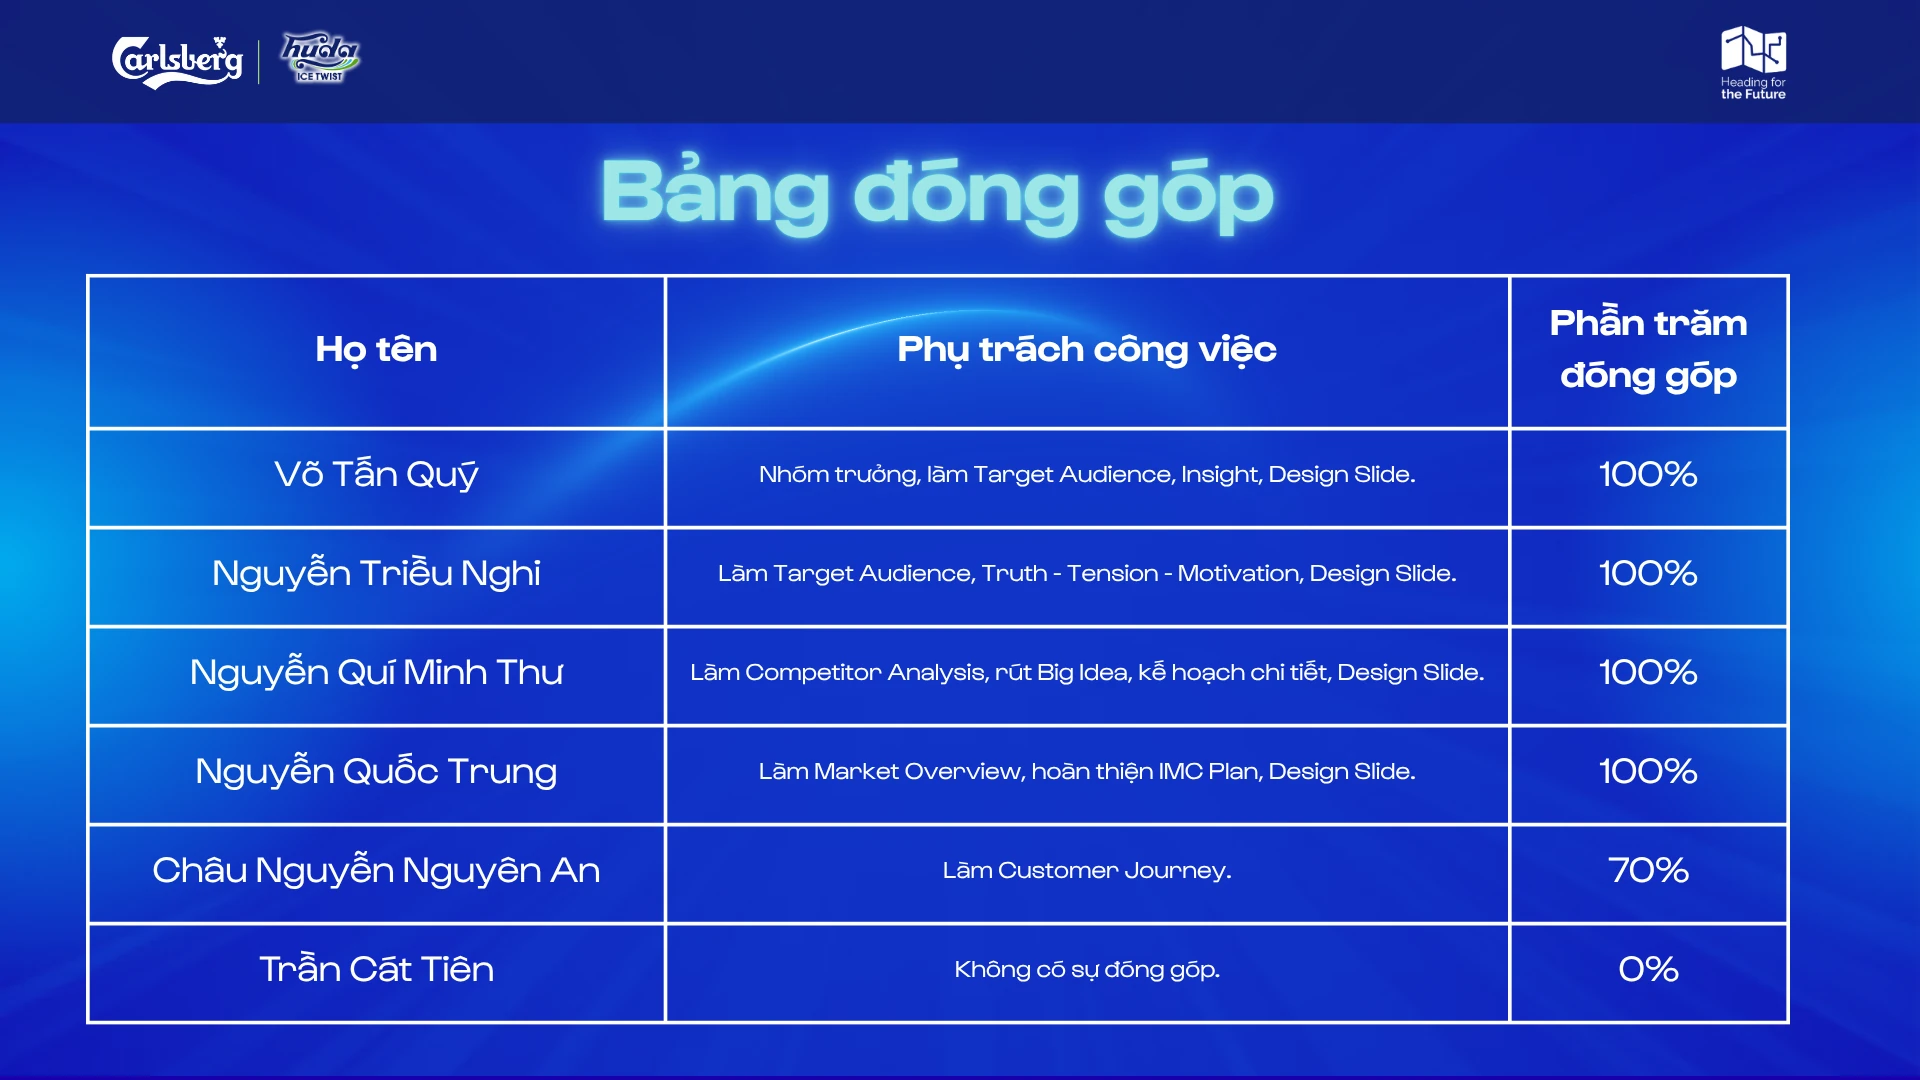 Carlsberg
huda
ICE TWIST
Heading for
the Future
Bảng đóng góp
Họ tên
Phụ trách công việc
Phần trăm
đóng góp
Võ Tấn Quý
Nhóm trưởng, làm Target Audience, Insight, Design Slide.
100%
Nguyễn Triều Nghi
Làm Target Audience, Truth - Tension - Motivation, Design Slide.
100%
Nguyễn Quí Minh Thư
Làm Competitor Analysis, rút Big Idea, kế hoạch chi tiết, Design Slide.
100%
Nguyễn Quốc Trung
Làm Market Overview, hoàn thiện IMC Plan, Design Slide.
100%
Châu Nguyễn Nguyên An
Làm Customer Journey.
70%
Trần Cát Tiên
Không có sự đóng góp.
0%